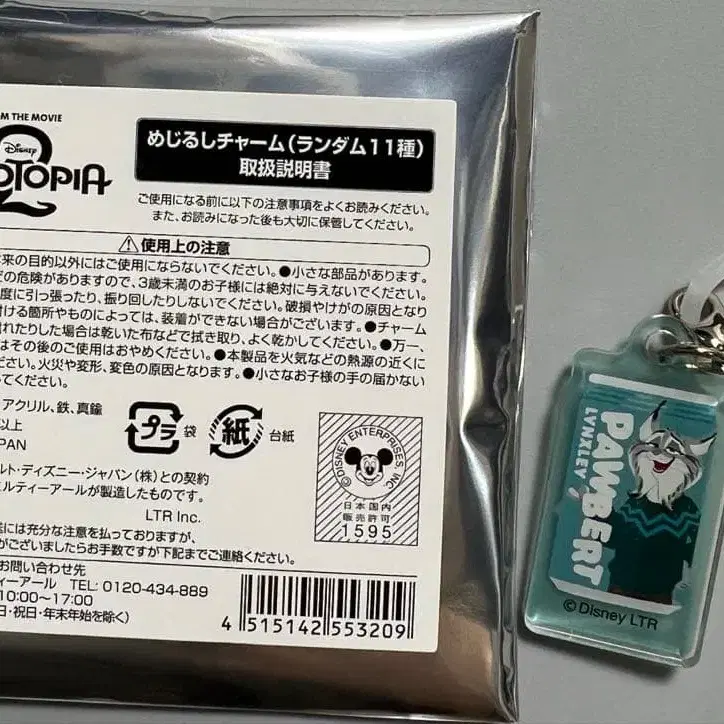 M THE MOVIE
Disney
OTOPIA
2
めじるしチャーム(ランダム11種)
取扱説明書
ご使用になる前に以下の注意事項をよくお読みください。
また、お読みになった後も大切に保管してください。
⚠使用上の注意
来の目的以外にはご使用にならないでください。●小さな部品があります。
どの危険がありますので、3歳未満のお子様には絶対に与えないでください。
度に引っ張ったり、振り回したりしないでください。破損やけがの原因となり
付ける箇所やものによっては、装着ができない場合がございます。●チャーム
れたりした場合は乾いた布などで拭き取り、よく乾かしてください。●万一、
はその後のご使用はおやめください。●本製品を火気などの熱源の近くに
ださい。火災や変形、変色の原因となります。●小さなお子様の手の届かない
てください。
アクリル、鉄、真鍮
以上
PAN
プラ 袋
紙 台紙
ルト・ディズニー・ジャパン(株)との契約
エルティーアールが製造したものです。
LTR Inc.
©DISNEY ENTERPRISES, INC.
日本国内
販売許可
1595
には充分な注意を払っておりますが、
がございましたらお手数ですが下記までご連絡ください。
お問い合わせ先
ティーアール TEL: 0120-434-889
10:00～17:00
日・祝日・年末年始を除く)
4 515142 553209
PAWBERT
LYNXLEY
©Disney LTR